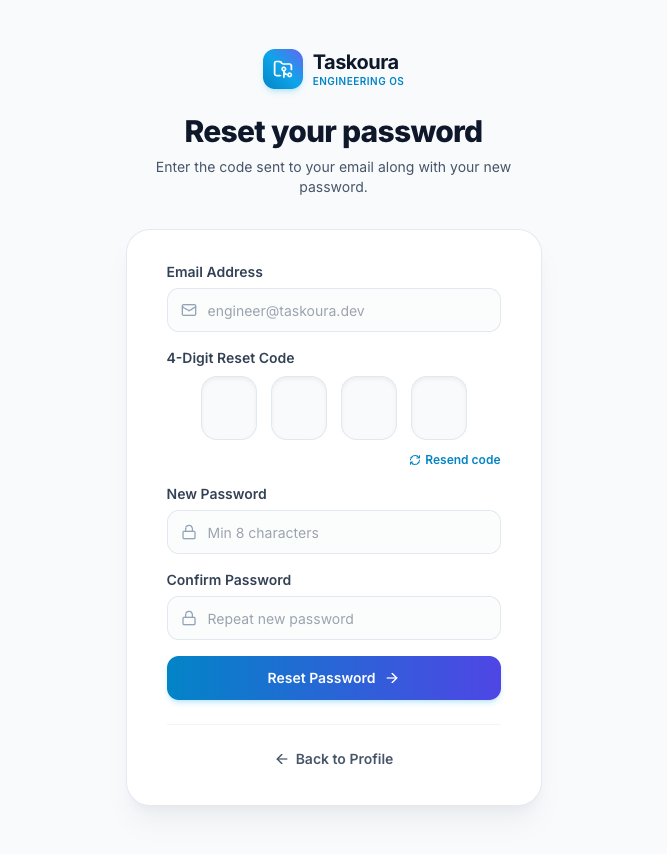 Taskoura
ENGINEERING OS
Reset your password
Enter the code sent to your email along with your new
password.
Email Address
engineer@taskoura.dev
4-Digit Reset Code
Resend code
New Password
Min 8 characters
Confirm Password
Repeat new password
Reset Password
Back to Profile